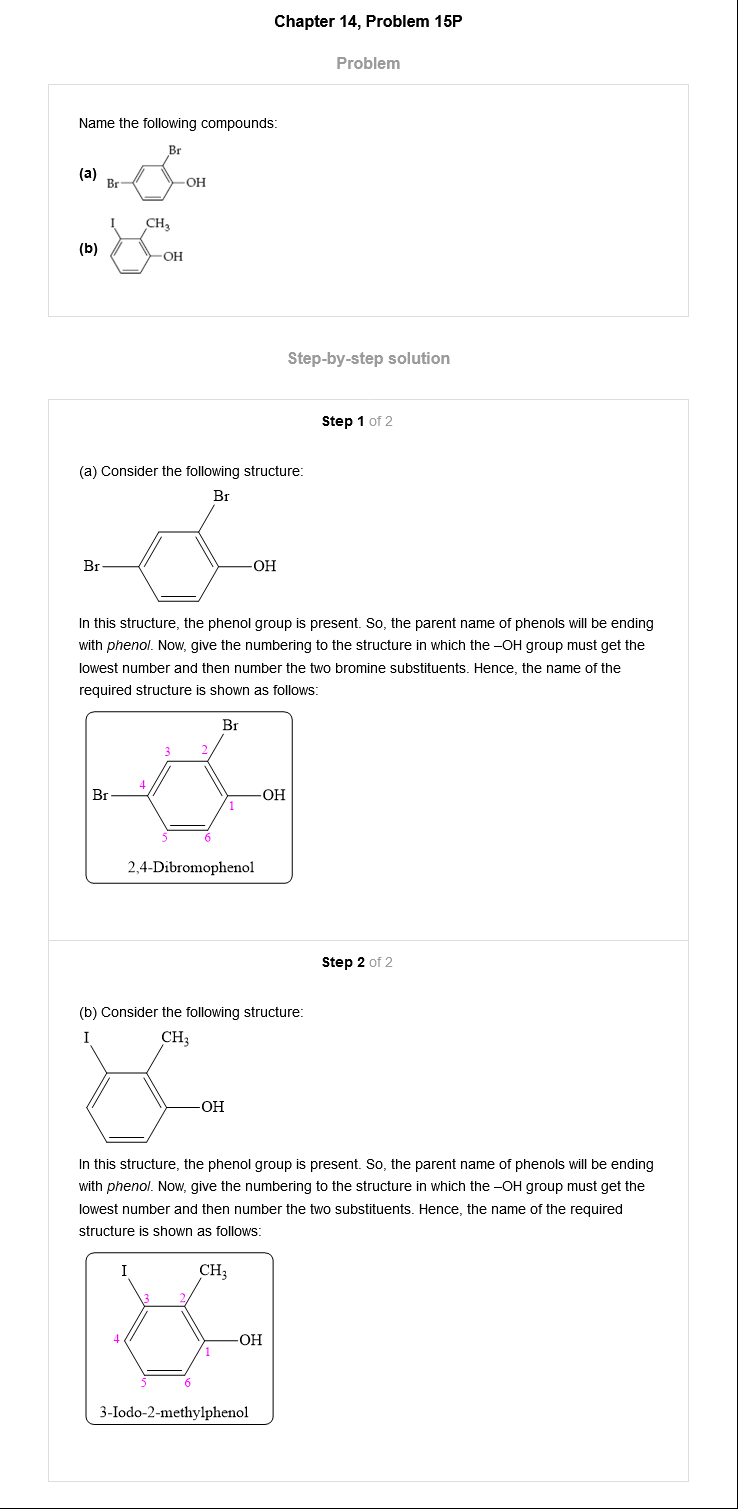 Chapter 14, Problem 15P
Problem
Name the following compounds:
(a)
Br
Br
OH
(b)
I
CH₃
OH
Step-by-step solution
Step 1 of 2
(a) Consider the following structure:
Br
Br
OH
In this structure, the phenol group is present. So, the parent name of phenols will be ending
with phenol. Now, give the numbering to the structure in which the –OH group must get the
lowest number and then number the two bromine substituents. Hence, the name of the
required structure is shown as follows:
Br
3 2
4
Br
OH
1
5 6
2,4-Dibromophenol
Step 2 of 2
(b) Consider the following structure:
I CH₃
OH
In this structure, the phenol group is present. So, the parent name of phenols will be ending
with phenol. Now, give the numbering to the structure in which the –OH group must get the
lowest number and then number the two substituents. Hence, the name of the required
structure is shown as follows:
I CH₃
3 2
4
OH
1
5 6
3-Iodo-2-methylphenol